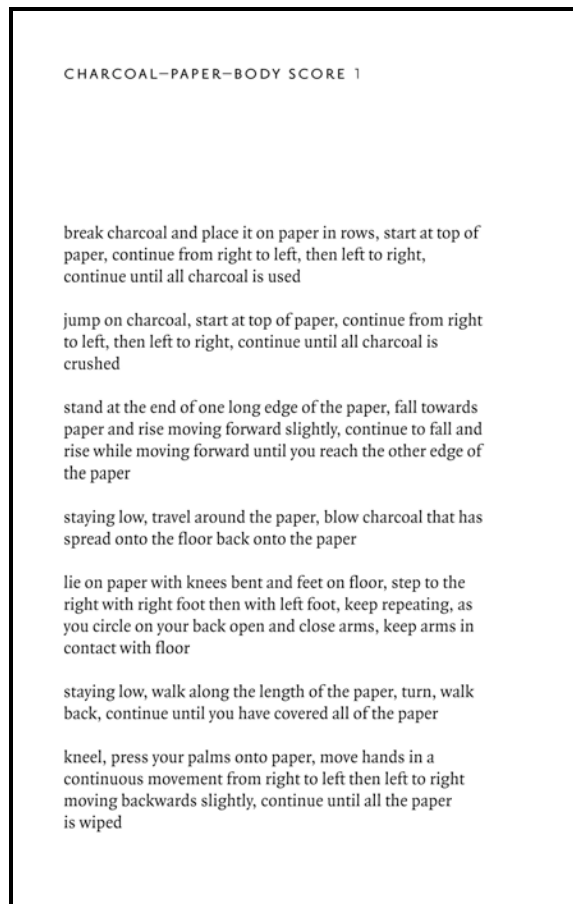 CHARCOAL–PAPER–BODY SCORE 1
break charcoal and place it on paper in rows, start at top of
paper, continue from right to left, then left to right,
continue until all charcoal is used
jump on charcoal, start at top of paper, continue from right
to left, then left to right, continue until all charcoal is
crushed
stand at the end of one long edge of the paper, fall towards
paper and rise moving forward slightly, continue to fall and
rise while moving forward until you reach the other edge of
the paper
staying low, travel around the paper, blow charcoal that has
spread onto the floor back onto the paper
lie on paper with knees bent and feet on floor, step to the
right with right foot then with left foot, keep repeating, as
you circle on your back open and close arms, keep arms in
contact with floor
staying low, walk along the length of the paper, turn, walk
back, continue until you have covered all of the paper
kneel, press your palms onto paper, move hands in a
continuous movement from right to left then left to right
moving backwards slightly, continue until all the paper
is wiped